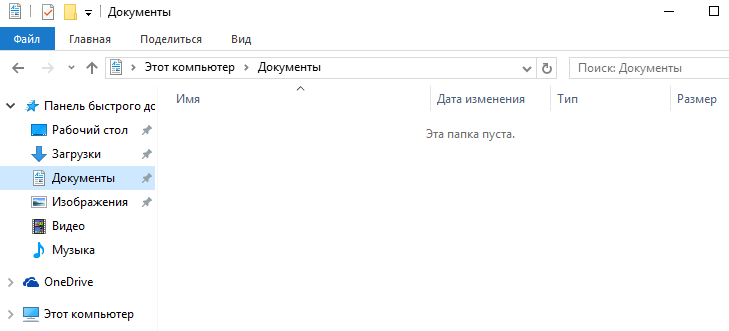 Документы
Файл Главная Поделиться Вид
Этот компьютер Документы Поиск: Документы
Имя Дата изменения Тип Размер
Эта папка пуста.
Панель быстрого дос
Рабочий стол
Загрузки
Документы
Изображения
Видео
Музыка
OneDrive
Этот компьютер